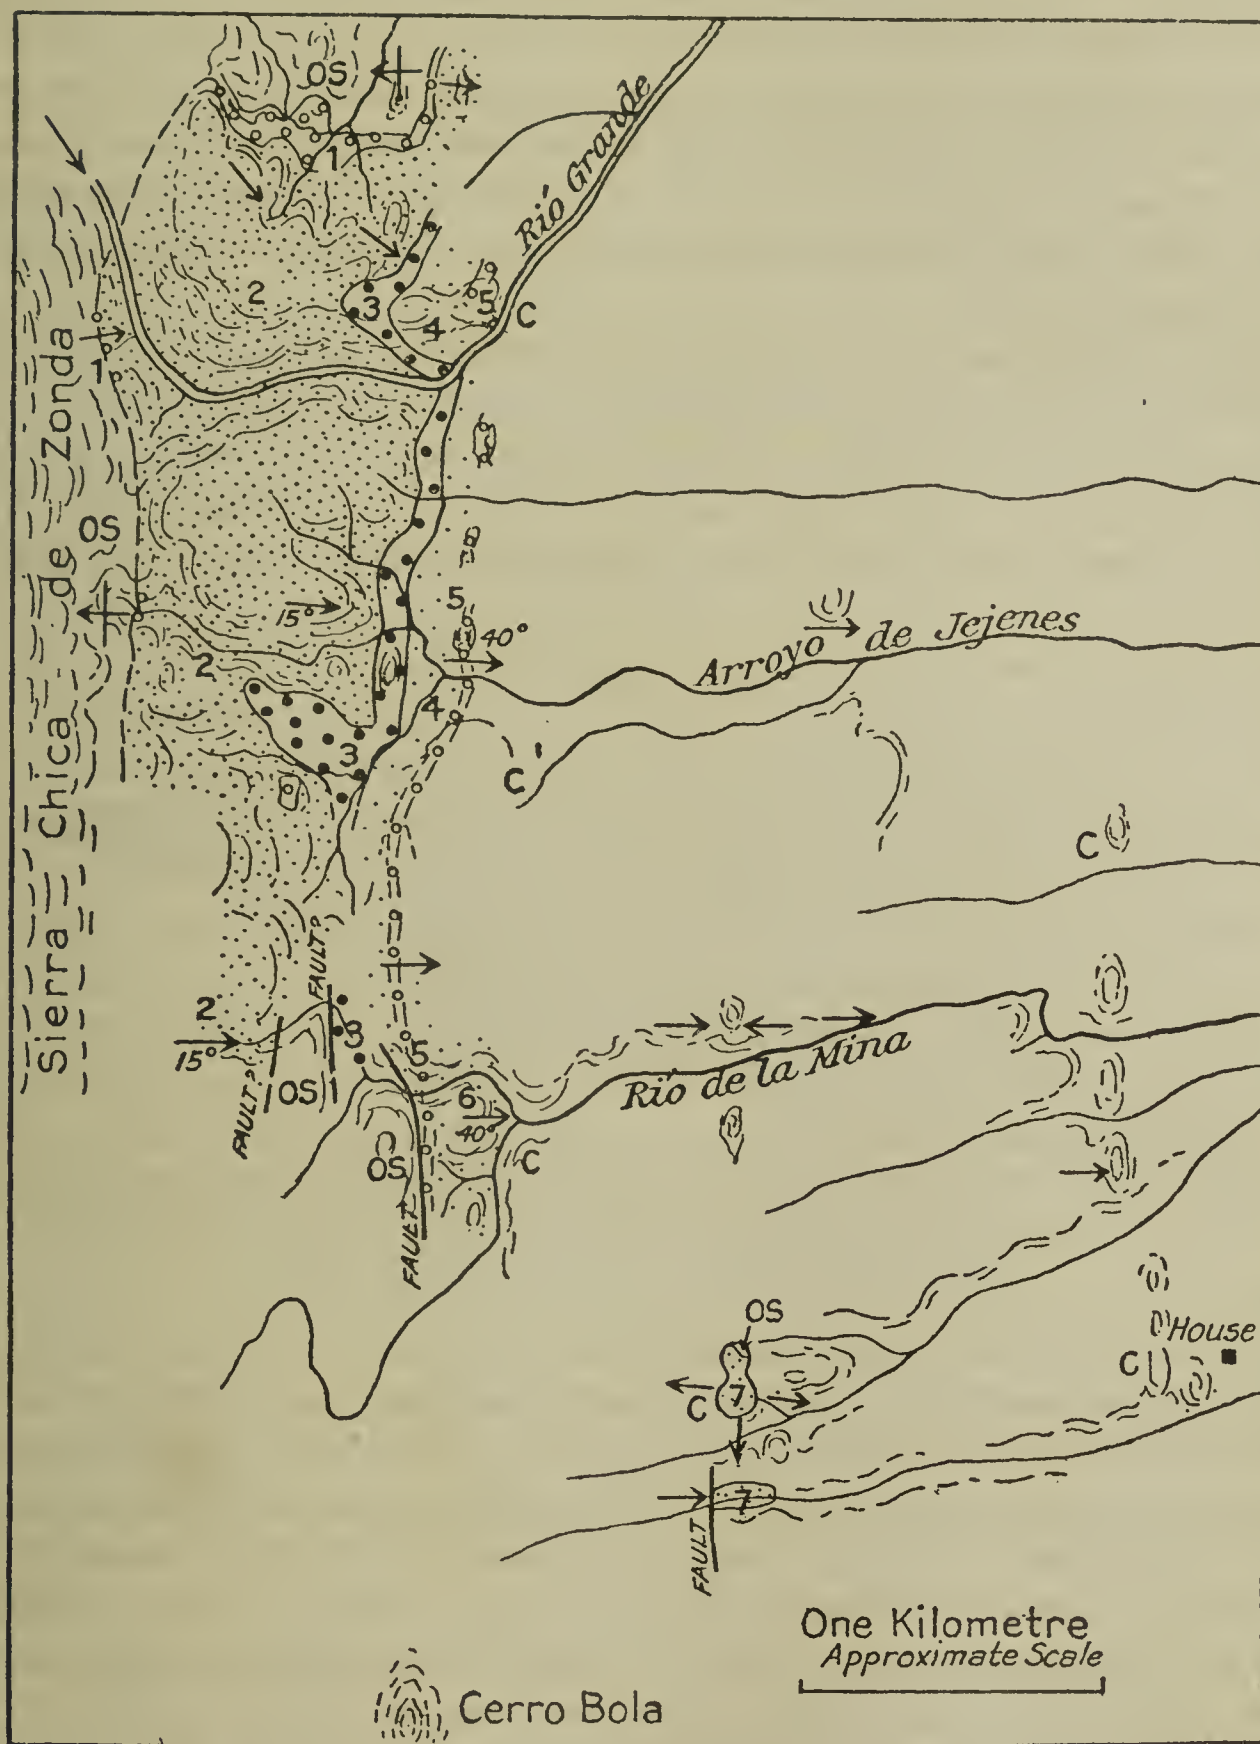 OS
1
Río Grande
2
3
5
C
4
1
Sierra Chica de Zonda
OS
15°
5
40°
Arroyo de Jejenes
2
4
3
C
C
FAULT?
2
15°
3
5
FAULT?
OS
6
40°
Río de la Mina
OS
C
FAULT
OS
House
C
7
C
7
FAULT
One Kilometre
Approximate Scale
Cerro Bola